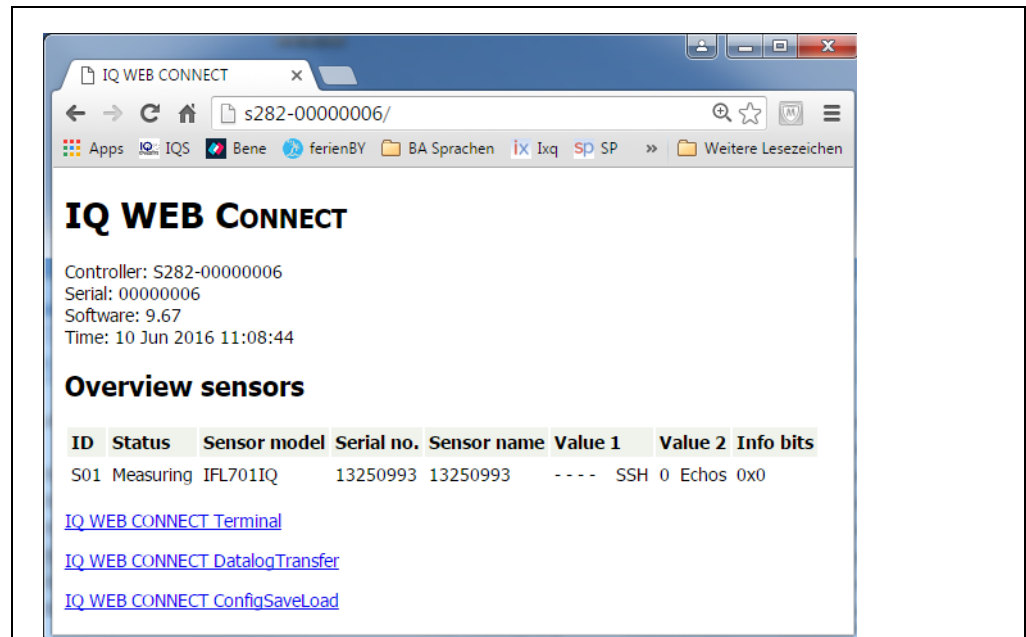 IQ WEB CONNECT
s282-00000006/
Apps IQS Bene ferienBY BA Sprachen Ixq SP » Weitere Lesezeichen
IQ WEB CONNECT
Controller: S282-00000006
Serial: 00000006
Software: 9.67
Time: 10 Jun 2016 11:08:44
Overview sensors
ID Status Sensor model Serial no. Sensor name Value 1 Value 2 Info bits
S01 Measuring IFL701IQ 13250993 13250993 - - - - SSH 0 Echos 0x0
IQ WEB CONNECT Terminal
IQ WEB CONNECT DatalogTransfer
IQ WEB CONNECT ConfigSaveLoad